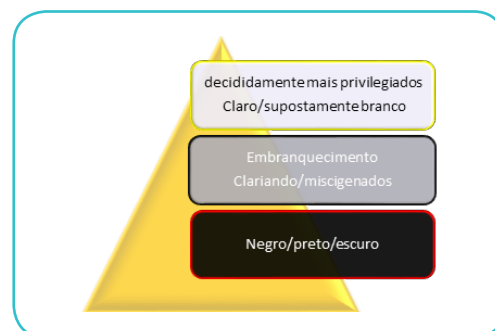 decididamente mais privilegiados
Claro/supostamente branco
Embranquecimento
Clariando/miscigenados
Negro/preto/escuro